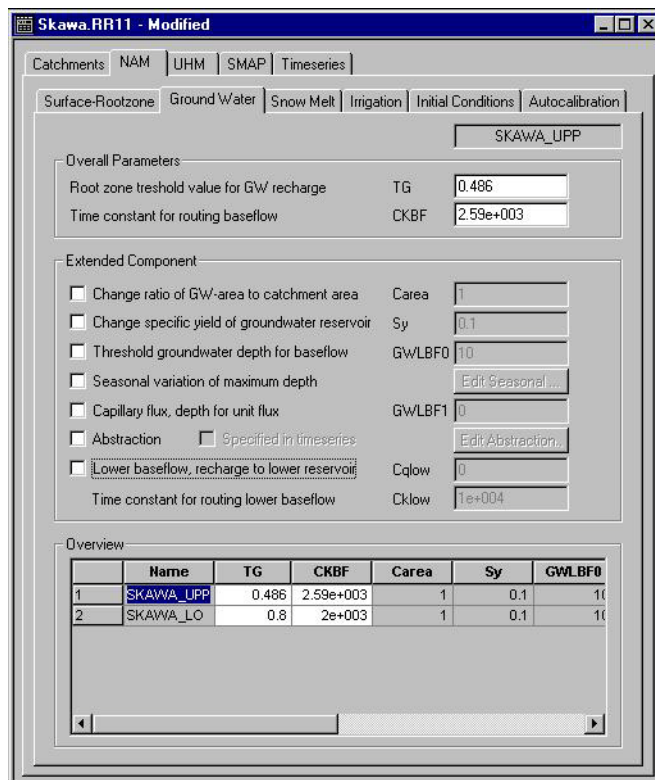 Skawa.RR11 - Modified
Catchments NAM UHM SMAP Timeseries
Surface-Rootzone Ground Water Snow Melt Irrigation Initial Conditions Autocalibration
SKAWA_UPP
Overall Parameters
Root zone treshold value for GW recharge TG 0.486
Time constant for routing baseflow CKBF 2.59e+003
Extended Component
Change ratio of GW-area to catchment area Carea 1
Change specific yield of groundwater reservoir Sy 0.1
Threshold groundwater depth for baseflow GWLBF0 10
Seasonal variation of maximum depth Edit Seasonal ...
Capillary flux, depth for unit flux GWLBF1 0
Abstraction Specified in timeseries Edit Abstraction..
Lower baseflow, recharge to lower reservoir Cqlow 0
Time constant for routing lower baseflow Cklow 1e+004
Overview
Name TG CKBF Carea Sy GWLBF0
1 SKAWA_UPP 0.486 2.59e+003 1 0.1 10
2 SKAWA_LO 0.8 2e+003 1 0.1 10